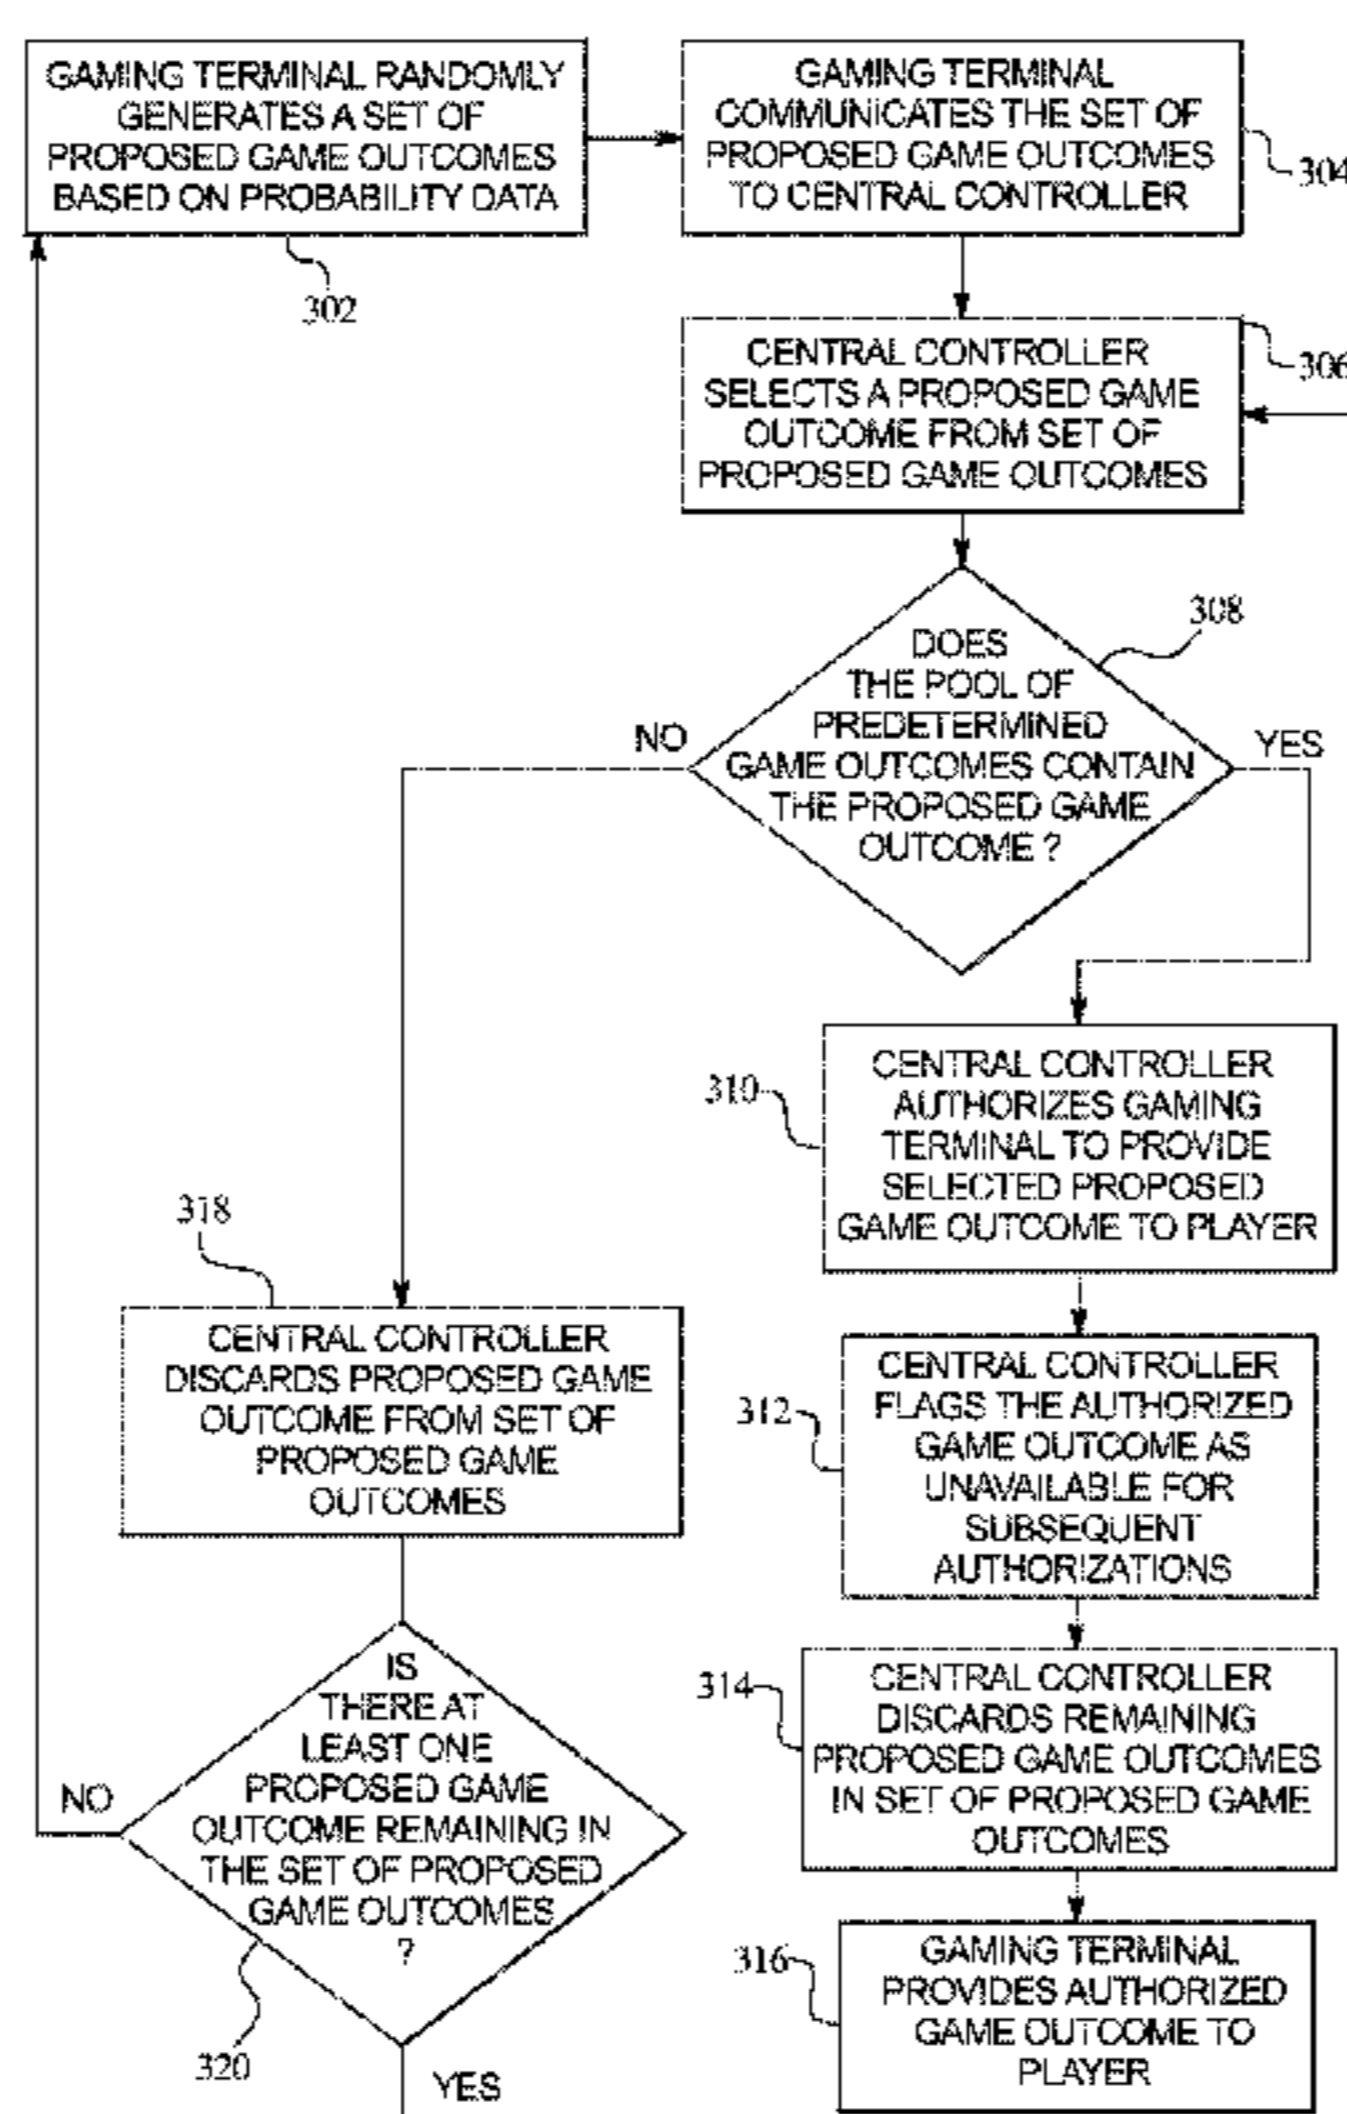 GAMING TERMINAL RANDOMLY
GENERATES A SET OF
PROPOSED GAME OUTCOMES
BASED ON PROBABILITY DATA
302
GAMING TERMINAL
COMMUNICATES THE SET OF
PROPOSED GAME OUTCOMES
TO CENTRAL CONTROLLER
304
CENTRAL CONTROLLER
SELECTS A PROPOSED GAME
OUTCOME FROM SET OF
PROPOSED GAME OUTCOMES
306
DOES
THE POOL OF
PREDETERMINED
GAME OUTCOMES CONTAIN
THE PROPOSED GAME
OUTCOME ?
308
NO
YES
CENTRAL CONTROLLER
AUTHORIZES GAMING
TERMINAL TO PROVIDE
SELECTED PROPOSED
GAME OUTCOME TO PLAYER
310
CENTRAL CONTROLLER
FLAGS THE AUTHORIZED
GAME OUTCOME AS
UNAVAILABLE FOR
SUBSEQUENT
AUTHORIZATIONS
312
CENTRAL CONTROLLER
DISCARDS REMAINING
PROPOSED GAME OUTCOMES
IN SET OF PROPOSED GAME
OUTCOMES
314
GAMING TERMINAL
PROVIDES AUTHORIZED
GAME OUTCOME TO
PLAYER
316
318
CENTRAL CONTROLLER
DISCARDS PROPOSED GAME
OUTCOME FROM SET OF
PROPOSED GAME
OUTCOMES
IS
THERE AT
LEAST ONE
PROPOSED GAME
OUTCOME REMAINING IN
THE SET OF PROPOSED
GAME OUTCOMES
?
NO
320
YES